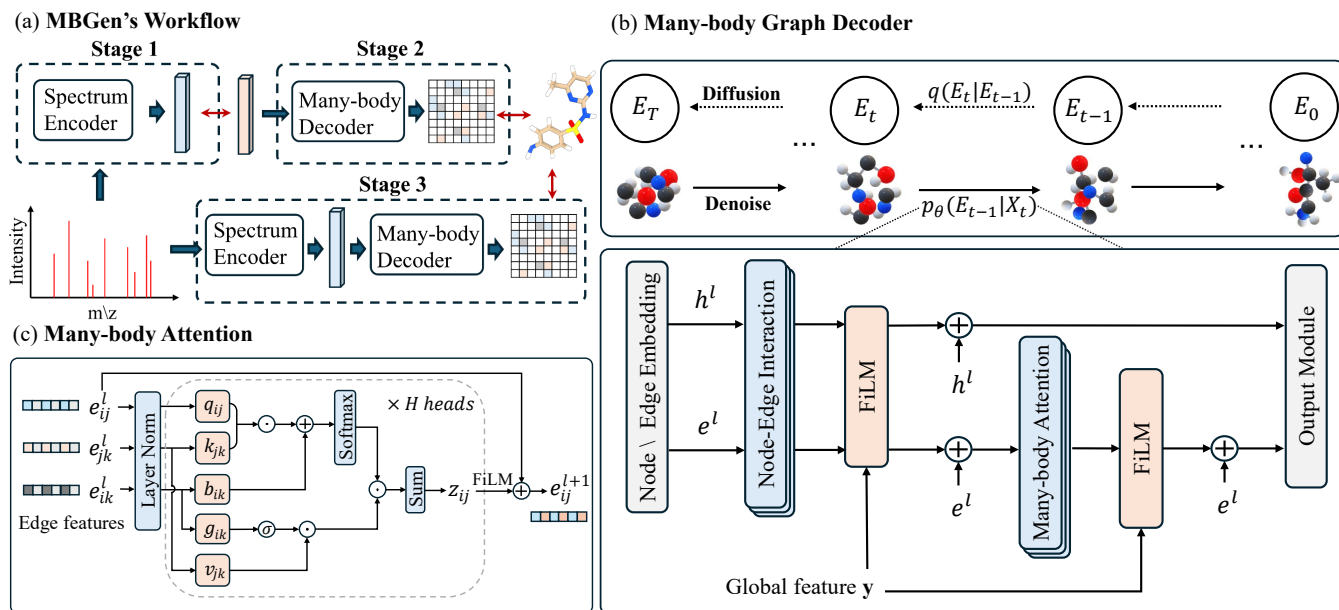 (a) MBGen's Workflow
Stage 1
Stage 2
Spectrum
Encoder
Many-body
Decoder
Stage 3
Spectrum
Encoder
Many-body
Decoder
Intensity
m\z
(b) Many-body Graph Decoder
E_T
Diffusion
...
E_t
q(E_t|E_{t-1})
E_{t-1}
...
E_0
Denoise
p_θ(E_{t-1}|X_t)
Node \ Edge Embedding
h^l
e^l
Node-Edge Interaction
FiLM
h^l
e^l
Many-body Attention
FiLM
e^l
Output Module
Global feature y
(c) Many-body Attention
e_{ij}^l
e_{jk}^l
e_{ik}^l
Edge features
Layer Norm
q_{ij}
k_{jk}
b_{ik}
g_{ik}
v_{jk}
σ
Softmax
× H heads
Sum
z_{ij}
FiLM
e_{ij}^{l+1}